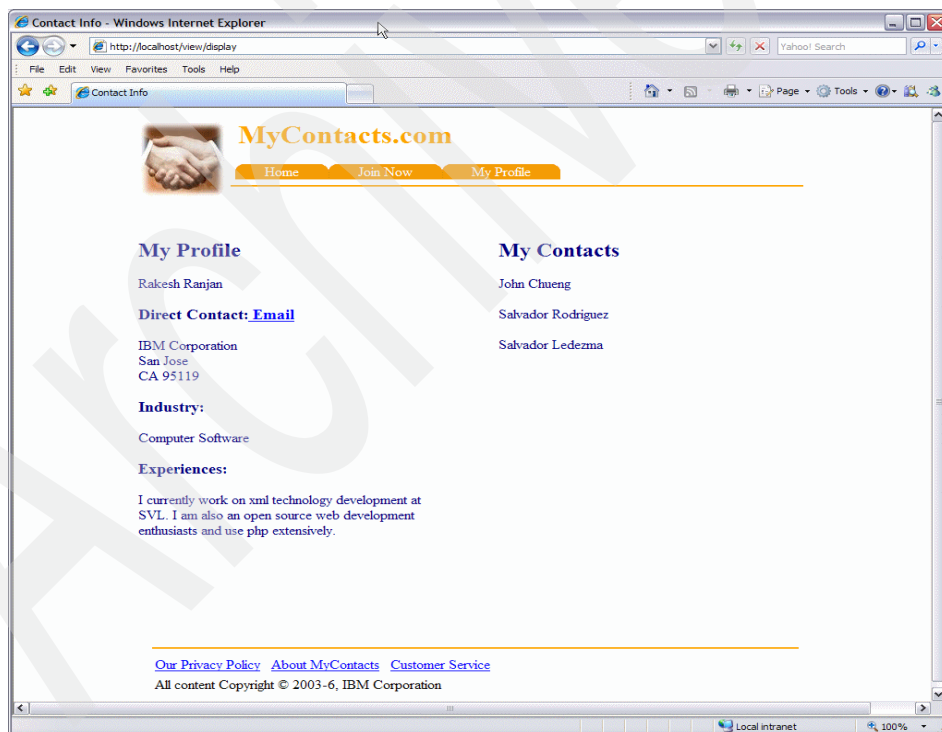 Contact Info - Windows Internet Explorer
http://localhost/view/display
Yahoo! Search
File Edit View Favorites Tools Help
Contact Info
Page Tools
MyContacts.com
Home Join Now My Profile
My Profile
Rakesh Ranjan
Direct Contact: Email
IBM Corporation
San Jose
CA 95119
Industry:
Computer Software
Experiences:
I currently work on xml technology development at
SVL. I am also an open source web development
enthusiasts and use php extensively.
My Contacts
John Chueng
Salvador Rodriguez
Salvador Ledezma
Our Privacy Policy About MyContacts Customer Service
All content Copyright © 2003-6, IBM Corporation
Local intranet 100%